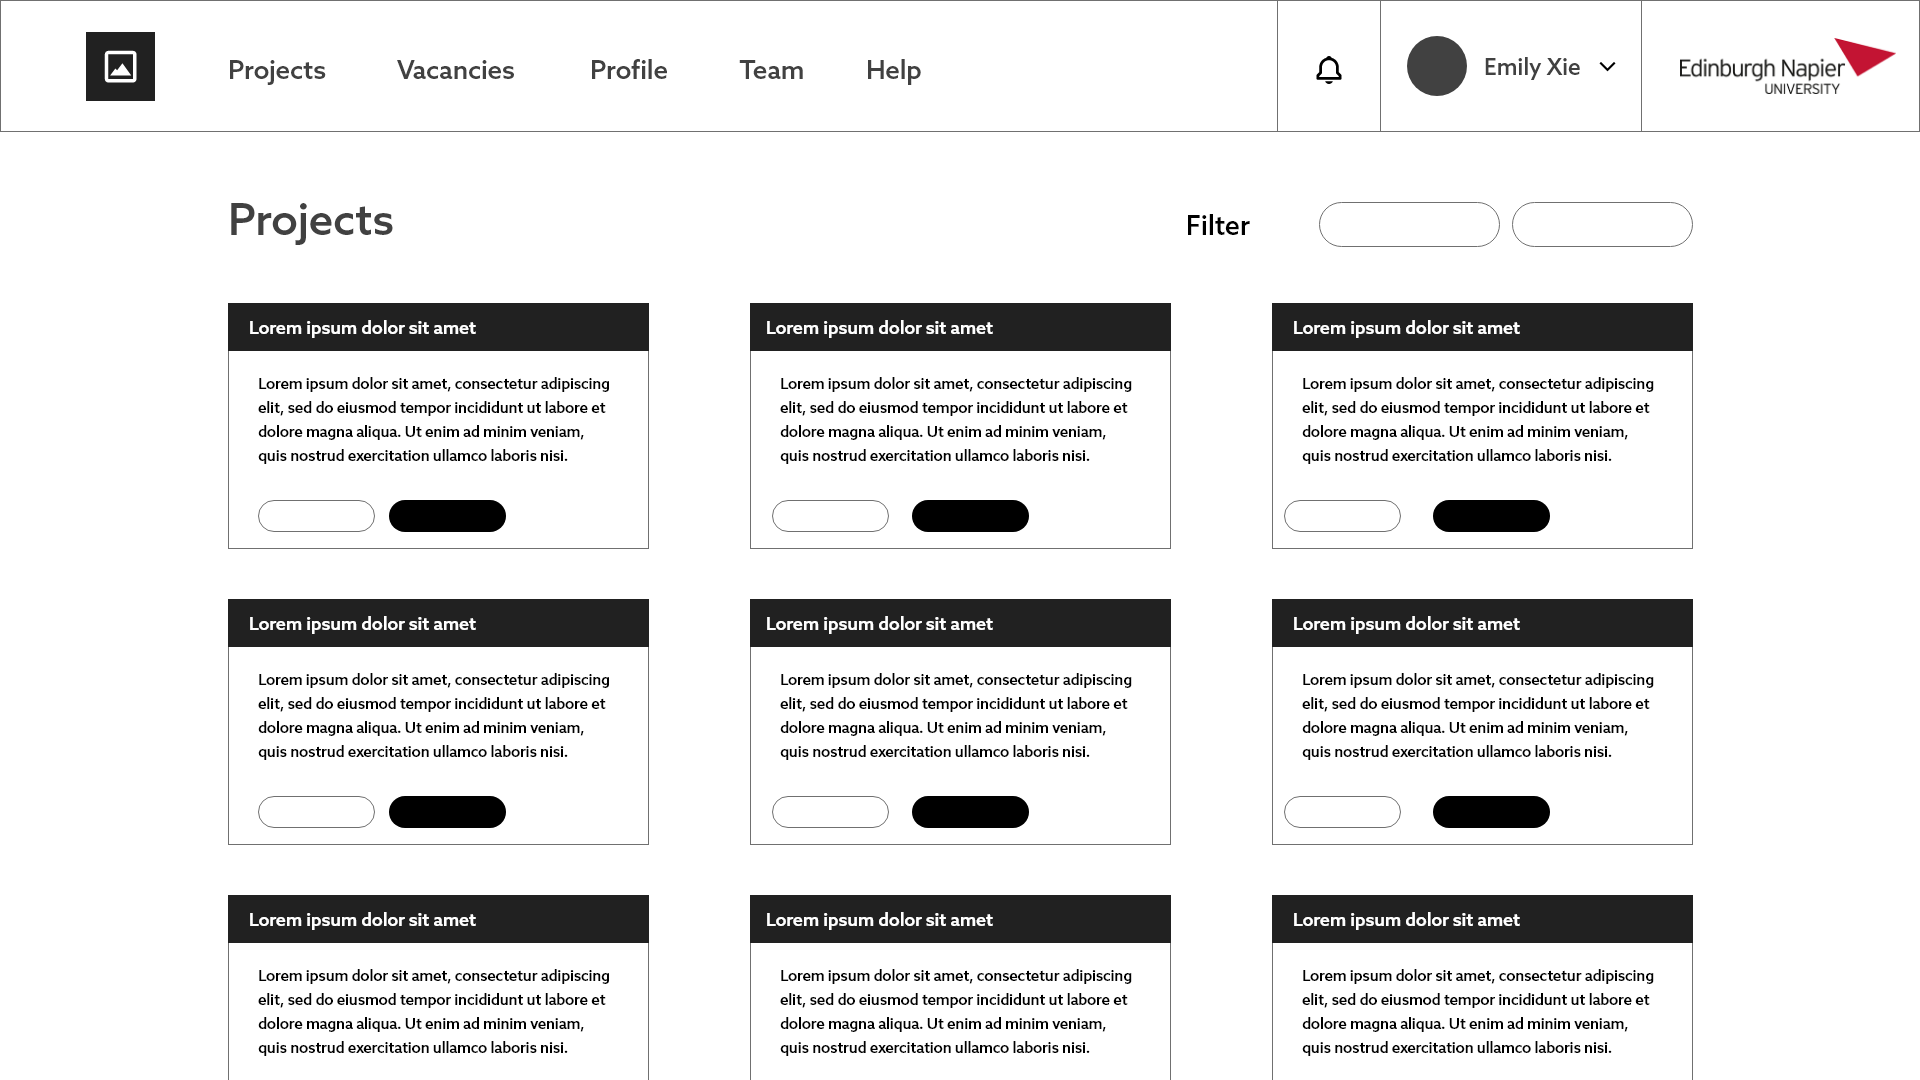 Projects Vacancies Profile Team Help Emily Xie Edinburgh Napier
UNIVERSITY
Projects Filter
Lorem ipsum dolor sit amet
Lorem ipsum dolor sit amet, consectetur adipiscing
elit, sed do eiusmod tempor incididunt ut labore et
dolore magna aliqua. Ut enim ad minim veniam,
quis nostrud exercitation ullamco laboris nisi.
Lorem ipsum dolor sit amet
Lorem ipsum dolor sit amet, consectetur adipiscing
elit, sed do eiusmod tempor incididunt ut labore et
dolore magna aliqua. Ut enim ad minim veniam,
quis nostrud exercitation ullamco laboris nisi.
Lorem ipsum dolor sit amet
Lorem ipsum dolor sit amet, consectetur adipiscing
elit, sed do eiusmod tempor incididunt ut labore et
dolore magna aliqua. Ut enim ad minim veniam,
quis nostrud exercitation ullamco laboris nisi.
Lorem ipsum dolor sit amet
Lorem ipsum dolor sit amet, consectetur adipiscing
elit, sed do eiusmod tempor incididunt ut labore et
dolore magna aliqua. Ut enim ad minim veniam,
quis nostrud exercitation ullamco laboris nisi.
Lorem ipsum dolor sit amet
Lorem ipsum dolor sit amet, consectetur adipiscing
elit, sed do eiusmod tempor incididunt ut labore et
dolore magna aliqua. Ut enim ad minim veniam,
quis nostrud exercitation ullamco laboris nisi.
Lorem ipsum dolor sit amet
Lorem ipsum dolor sit amet, consectetur adipiscing
elit, sed do eiusmod tempor incididunt ut labore et
dolore magna aliqua. Ut enim ad minim veniam,
quis nostrud exercitation ullamco laboris nisi.
Lorem ipsum dolor sit amet
Lorem ipsum dolor sit amet, consectetur adipiscing
elit, sed do eiusmod tempor incididunt ut labore et
dolore magna aliqua. Ut enim ad minim veniam,
quis nostrud exercitation ullamco laboris nisi.
Lorem ipsum dolor sit amet
Lorem ipsum dolor sit amet, consectetur adipiscing
elit, sed do eiusmod tempor incididunt ut labore et
dolore magna aliqua. Ut enim ad minim veniam,
quis nostrud exercitation ullamco laboris nisi.
Lorem ipsum dolor sit amet
Lorem ipsum dolor sit amet, consectetur adipiscing
elit, sed do eiusmod tempor incididunt ut labore et
dolore magna aliqua. Ut enim ad minim veniam,
quis nostrud exercitation ullamco laboris nisi.